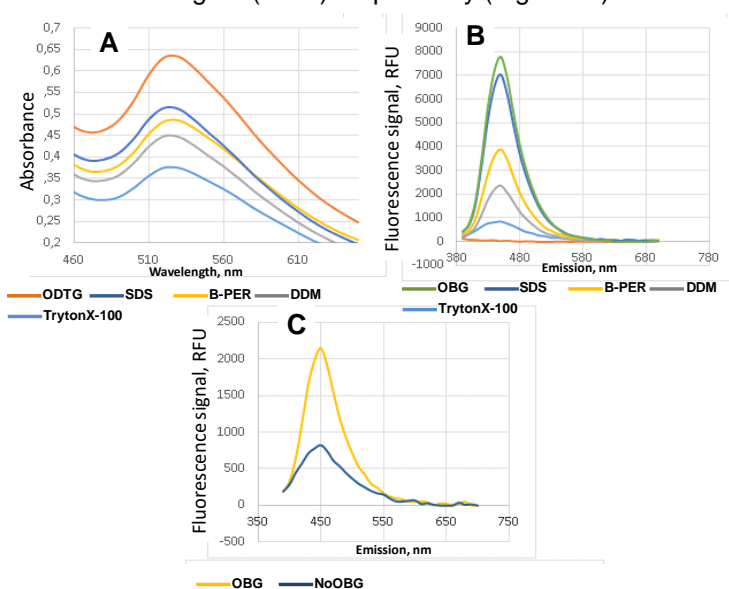 A
0,7
0,65
0,6
0,55
0,5
,45
0,4
,35
0,3
0,25
0,2
Absorbance
460 510 560 610
Wavelength, nm
ODTG SDS B-PER DDM
TrytonX-100
B
9000
8000
7000
6000
5000
4000
3000
2000
1000
0
-1000
Fluorescence signal, RFU
380 480 580 680 780
Emission, nm
OBG SDS B-PER DDM
TrytonX-100
C
2500
2000
1500
1000
500
0
-500
Fluorescence signal, RFU
350 450 550 650 750
Emission, nm
OBG NoOBG